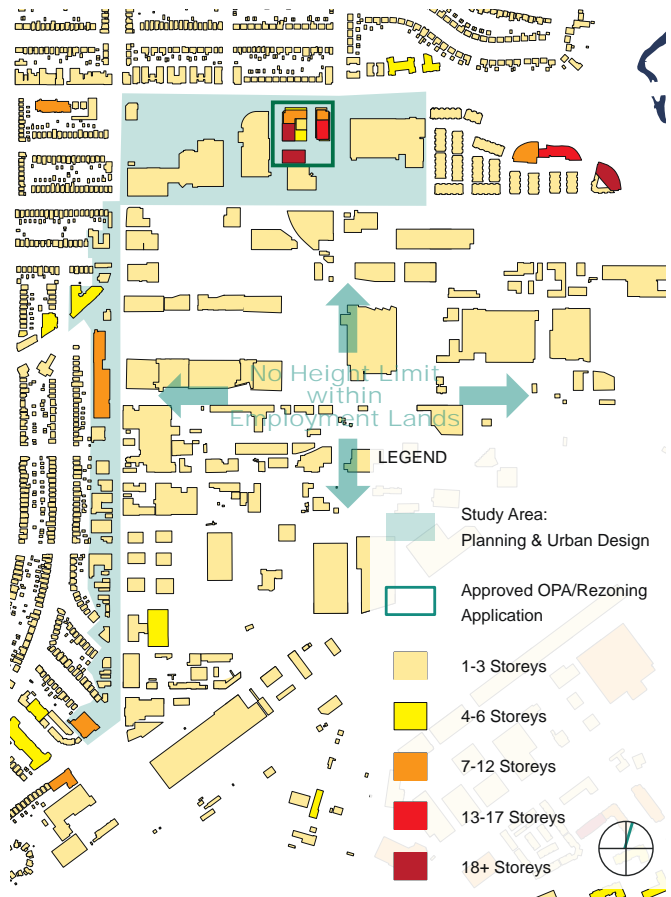 No Height Limit
within
Employment Lands
LEGEND
Study Area:
Planning & Urban Design
Approved OPA/Rezoning
Application
1-3 Storeys
4-6 Storeys
7-12 Storeys
13-17 Storeys
18+ Storeys